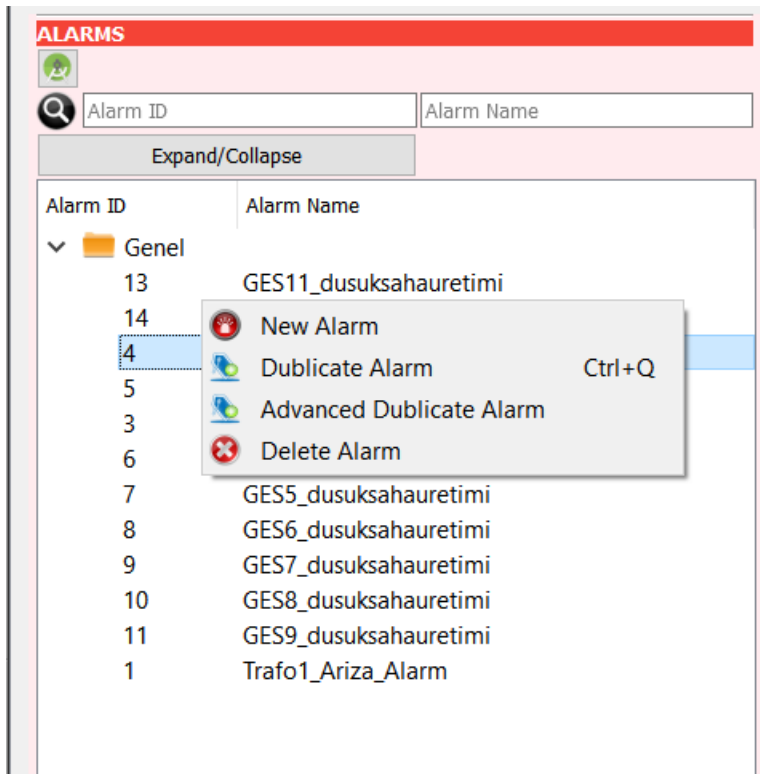 ALARMS
Alarm ID Alarm Name
Expand/Collapse
Alarm ID Alarm Name
Genel
13 GES11_dusuksahauretimi
14
New Alarm
4
Dublicate Alarm Ctrl+Q
5
Advanced Dublicate Alarm
3
Delete Alarm
6
7 GES5_dusuksahauretimi
8 GES6_dusuksahauretimi
9 GES7_dusuksahauretimi
10 GES8_dusuksahauretimi
11 GES9_dusuksahauretimi
1 Trafo1_Ariza_Alarm